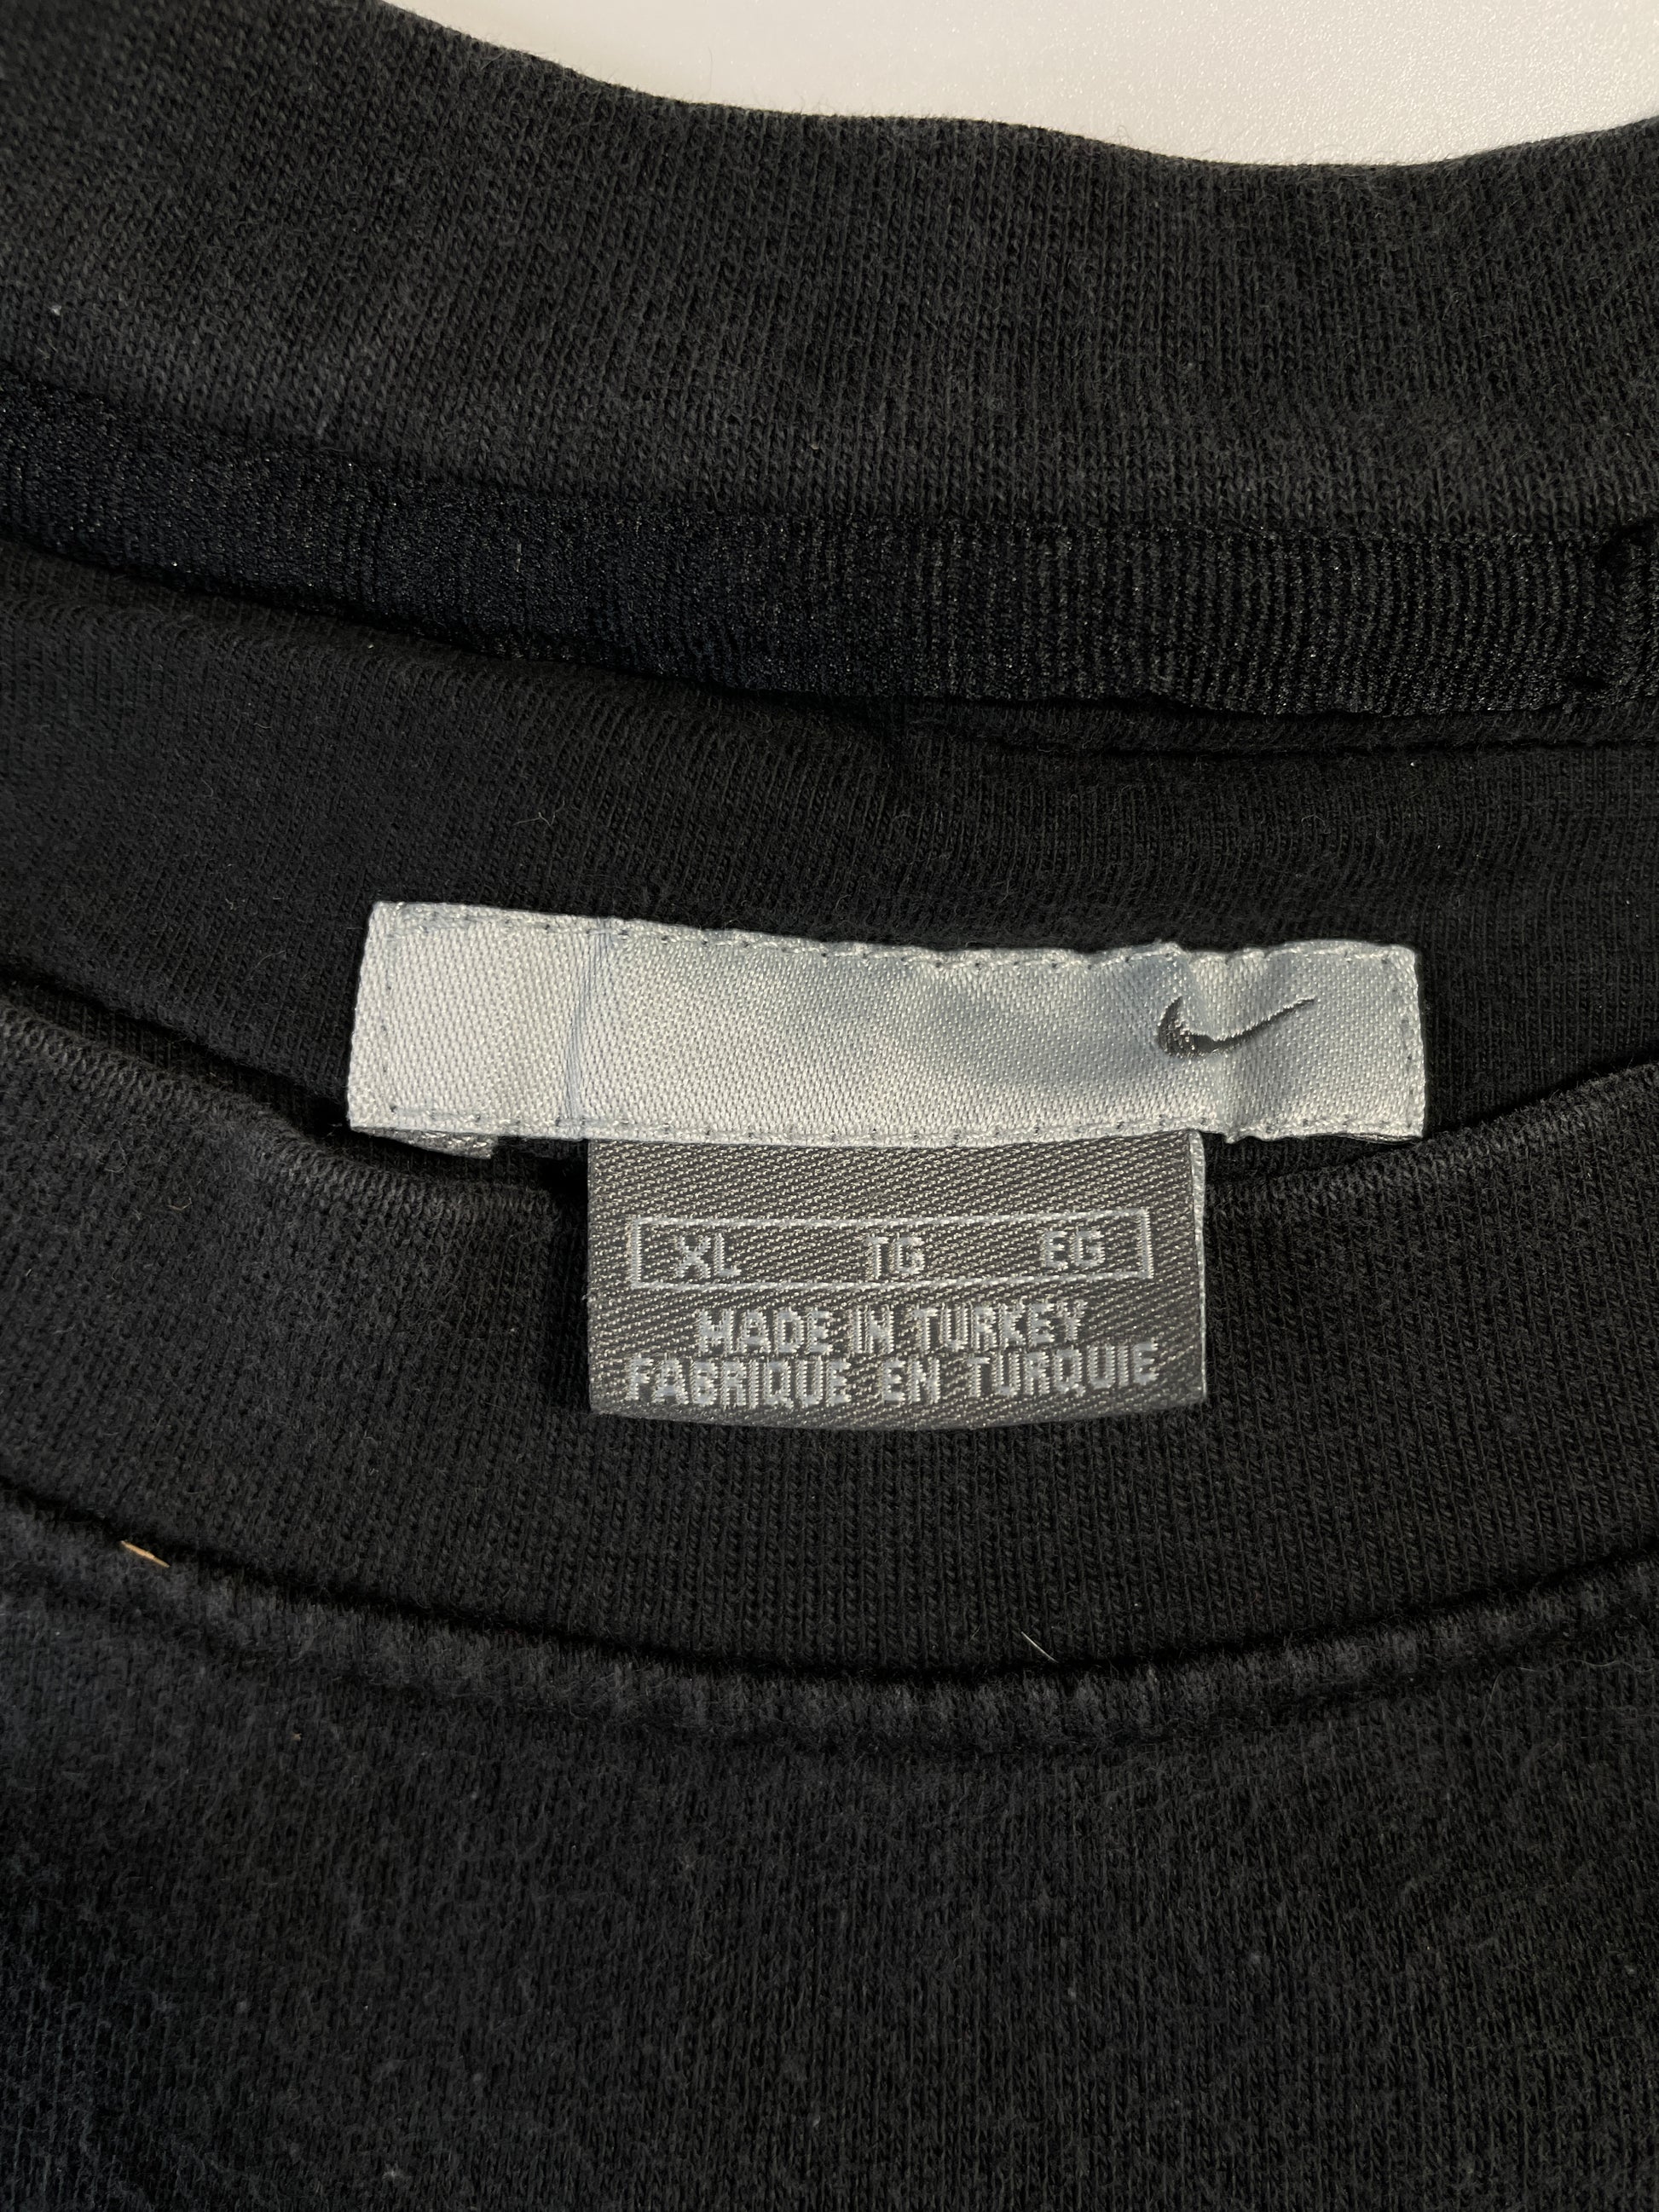 XL TG EG
MADE IN TURKEY
FABRIQUE EN TURQUIE